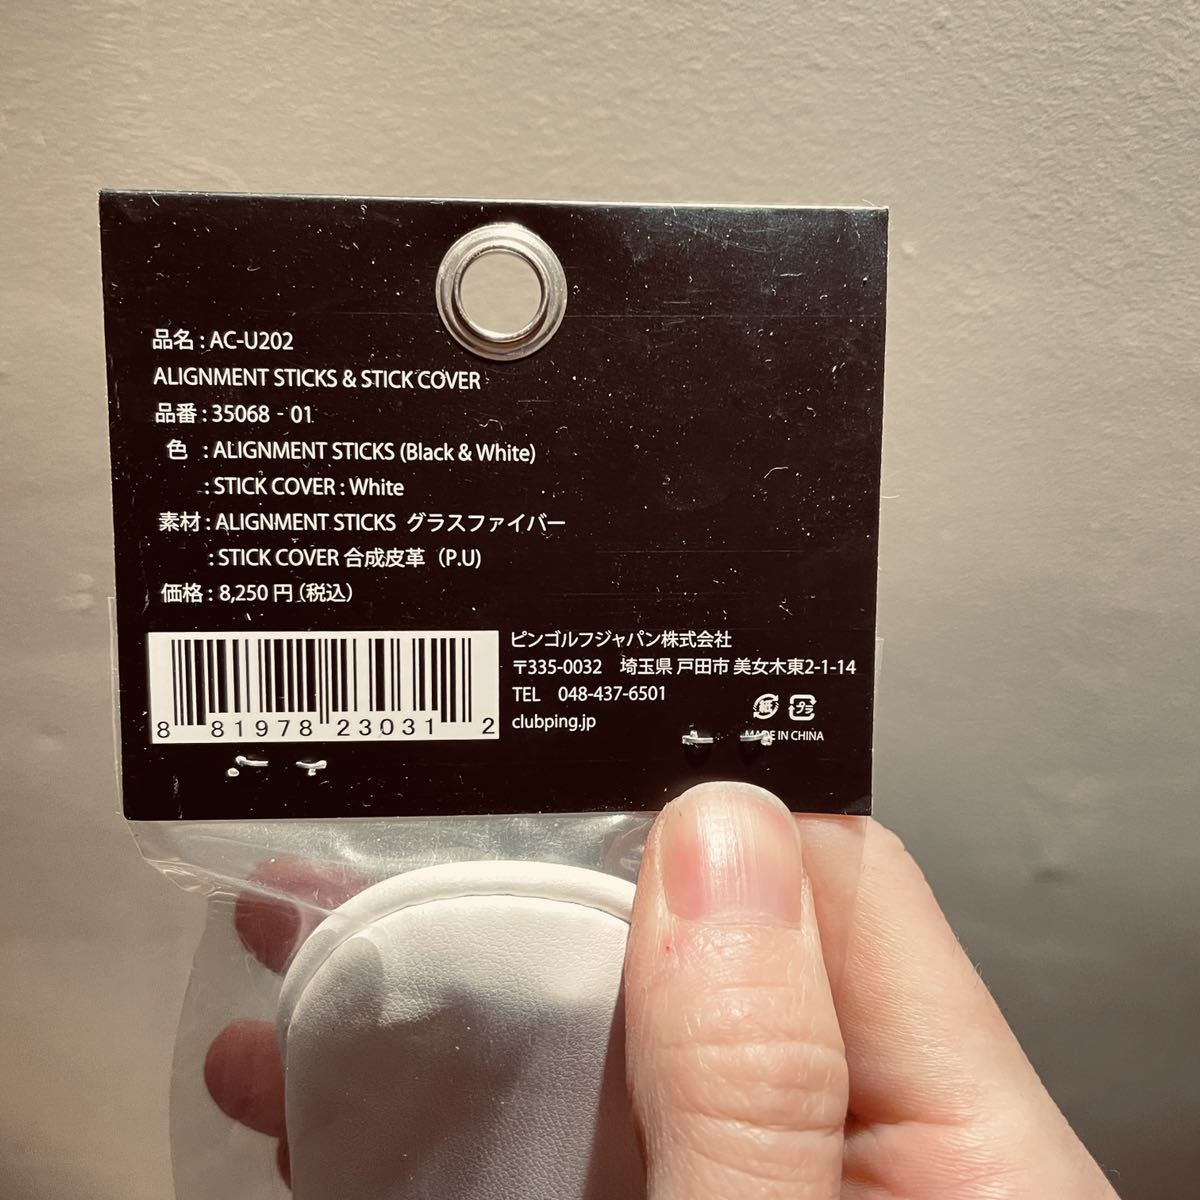 品名 : AC-U202
ALIGNMENT STICKS & STICK COVER
品番 : 35068 - 01
色 : ALIGNMENT STICKS (Black & White)
: STICK COVER : White
素材 : ALIGNMENT STICKS グラスファイバー
: STICK COVER 合成皮革（P.U）
価格 : 8,250 円（税込）
8 81978 23031 2
ピンゴルフジャパン株式会社
〒335-0032 埼玉県 戸田市 美女木東2-1-14
TEL 048-437-6501
clubping.jp
紙 プラ
MADE IN CHINA